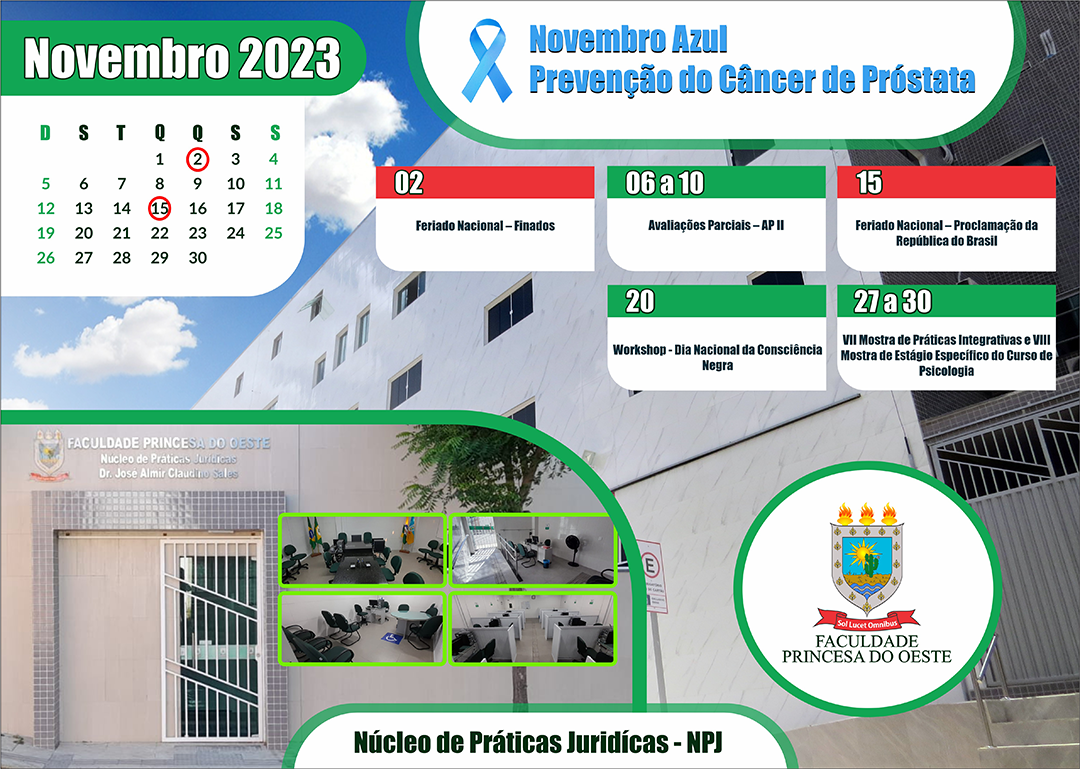 Novembro 2023
D S T Q Q S S
1 2 3 4
5 6 7 8 9 10 11
12 13 14 15 16 17 18
19 20 21 22 23 24 25
26 27 28 29 30
Novembro Azul
Prevenção do Câncer de Próstata
02
Feriado Nacional – Finados
06 a 10
Avaliações Parciais – AP II
15
Feriado Nacional – Proclamação da
República do Brasil
20
Workshop - Dia Nacional da Consciência
Negra
27 a 30
VII Mostra de Práticas Integrativas e VIII
Mostra de Estágio Específico do Curso de
Psicologia
FACULDADE PRINCESA DO OESTE
Núcleo de Práticas Jurídicas
Dr. José Almir Claudino Sales
E
Sol Lucet Omnibus
FACULDADE
PRINCESA DO OESTE
Núcleo de Práticas Juridícas - NPJ